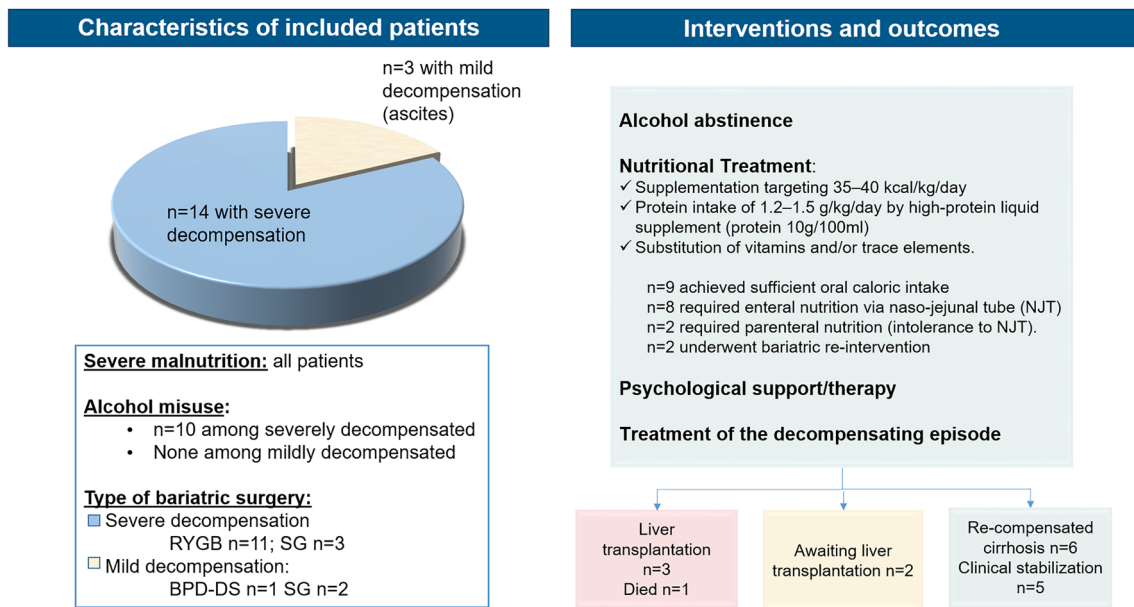 Characteristics of included patients
n=3 with mild
decompensation
(ascites)
n=14 with severe
decompensation
Severe malnutrition: all patients
Alcohol misuse:
• n=10 among severely decompensated
• None among mildly decompensated
Type of bariatric surgery:
Severe decompensation
RYGB n=11; SG n=3
Mild decompensation:
BPD-DS n=1 SG n=2
Interventions and outcomes
Alcohol abstinence
Nutritional Treatment:
✓ Supplementation targeting 35–40 kcal/kg/day
✓ Protein intake of 1.2–1.5 g/kg/day by high-protein liquid
supplement (protein 10g/100ml)
✓ Substitution of vitamins and/or trace elements.
n=9 achieved sufficient oral caloric intake
n=8 required enteral nutrition via naso-jejunal tube (NJT)
n=2 required parenteral nutrition (intolerance to NJT).
n=2 underwent bariatric re-intervention
Psychological support/therapy
Treatment of the decompensating episode
Liver
transplantation
n=3
Died n=1
Awaiting liver
transplantation n=2
Re-compensated
cirrhosis n=6
Clinical stabilization
n=5